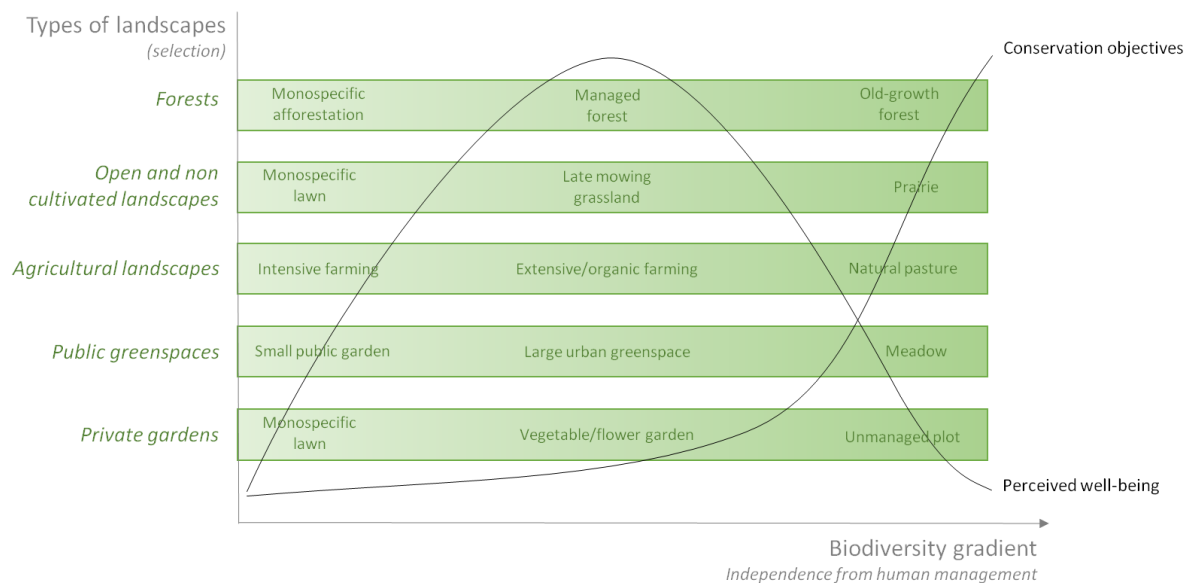 Types of landscapes
(selection)
Conservation objectives
Forests
Monospecific
afforestation
Managed
forest
Old-growth
forest
Open and non
cultivated landscapes
Monospecific
lawn
Late mowing
grassland
Prairie
Agricultural landscapes
Intensive farming
Extensive/organic farming
Natural pasture
Public greenspaces
Small public garden
Large urban greenspace
Meadow
Private gardens
Monospecific
lawn
Vegetable/flower garden
Unmanaged plot
Perceived well-being
Biodiversity gradient
Independence from human management